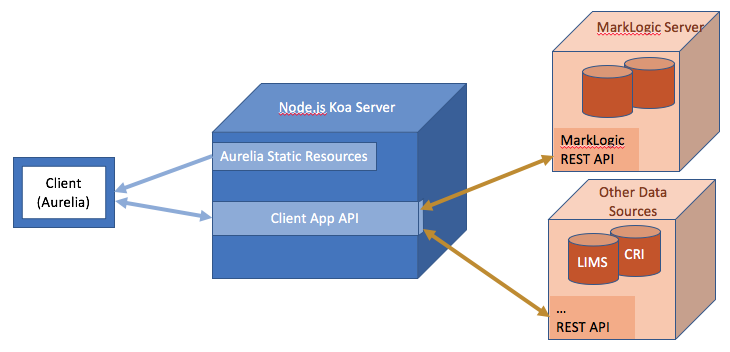 MarkLogic Server
Node.js Koa Server
Aurelia Static Resources
MarkLogic
REST API
Client
(Aurelia)
Client App API
Other Data
Sources
LIMS
CRI
...
REST API